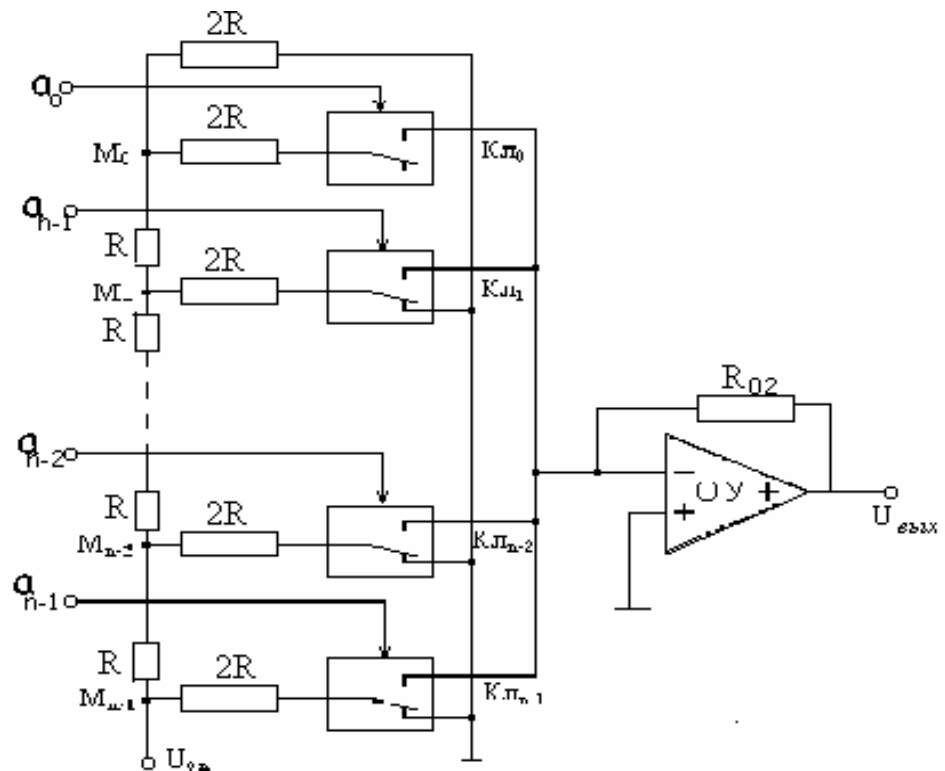 2R
a₀
2R
M₀
Кл₀
aₙ₋₁
R
2R
Кл₁
R
R₀₂
aₙ₋₂
R
2R
Mₙ₋₂
Клₙ₋₂
− ОУ +
+
Uвых
aₙ₋₁
R
2R
Mₙ₋₁
Клₙ₋₁